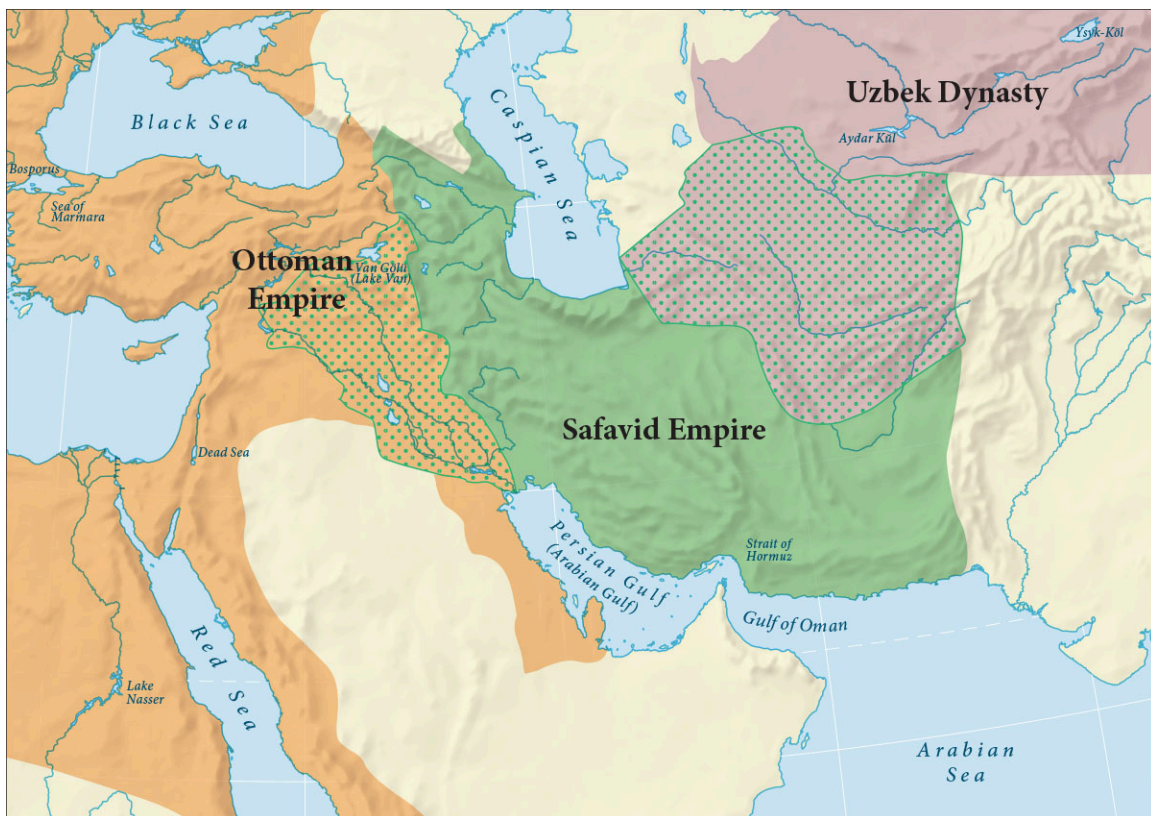 Ysyk-Köl
Uzbek Dynasty
Black Sea
Caspian Sea
Aydar Kül
Bosporus
Sea of
Marmara
Ottoman
Empire
Van Gölü
(Lake Van)
Safavid Empire
Dead Sea
Persian Gulf
(Arabian Gulf)
Strait of
Hormuz
Gulf of Oman
Red Sea
Lake
Nasser
Arabian
Sea